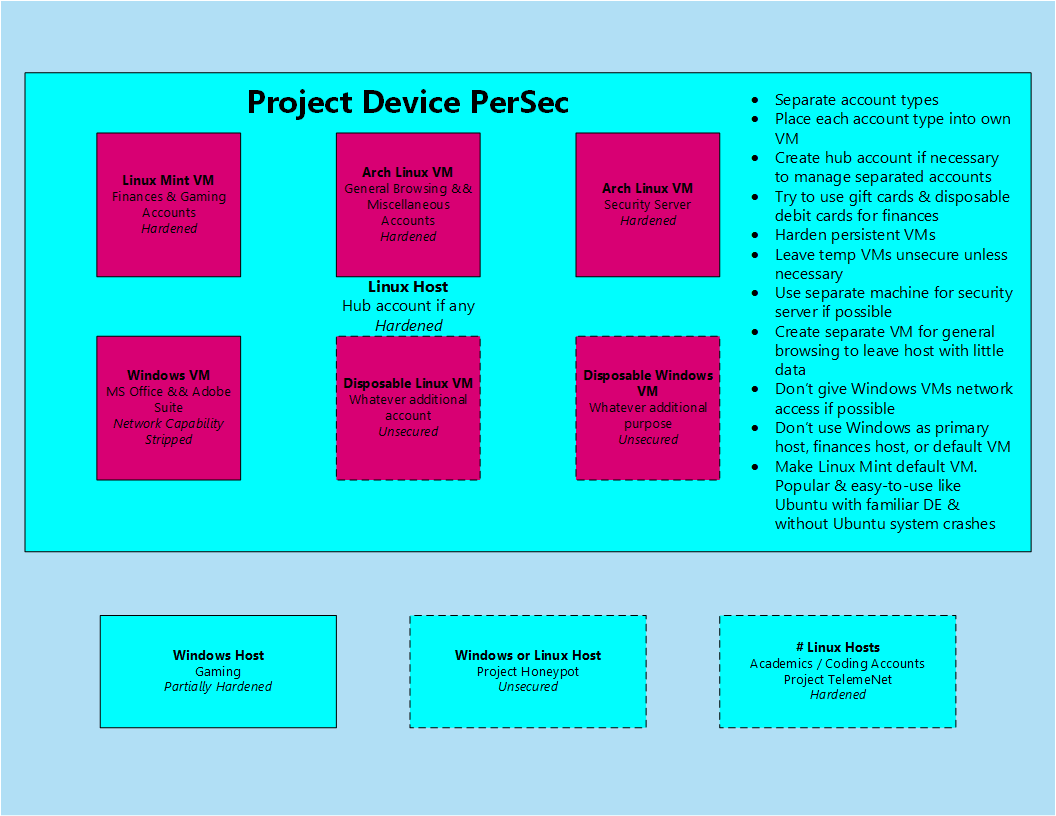 Project Device PerSec
Linux Mint VM
Finances & Gaming
Accounts
Hardened
Arch Linux VM
General Browsing &&
Miscellaneous
Accounts
Hardened
Arch Linux VM
Security Server
Hardened
Linux Host
Hub account if any
Hardened
Windows VM
MS Office && Adobe
Suite
Network Capability
Stripped
Disposable Linux VM
Whatever additional
account
Unsecured
Disposable Windows
VM
Whatever additional
purpose
Unsecured
• Separate account types
• Place each account type into own
VM
• Create hub account if necessary
to manage separated accounts
• Try to use gift cards & disposable
debit cards for finances
• Harden persistent VMs
• Leave temp VMs unsecure unless
necessary
• Use separate machine for security
server if possible
• Create separate VM for general
browsing to leave host with little
data
• Don’t give Windows VMs network
access if possible
• Don’t use Windows as primary
host, finances host, or default VM
• Make Linux Mint default VM.
Popular & easy-to-use like
Ubuntu with familiar DE &
without Ubuntu system crashes
Windows Host
Gaming
Partially Hardened
Windows or Linux Host
Project Honeypot
Unsecured
# Linux Hosts
Academics / Coding Accounts
Project TelemeNet
Hardened